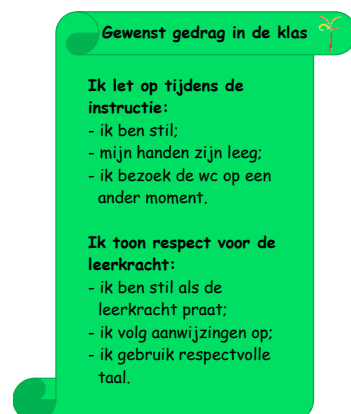 Gewenst gedrag in de klas
Ik let op tijdens de
instructie:
- ik ben stil;
- mijn handen zijn leeg;
- ik bezoek de wc op een
ander moment.
Ik toon respect voor de
leerkracht:
- ik ben stil als de
leerkracht praat;
- ik volg aanwijzingen op;
- ik gebruik respectvolle
taal.